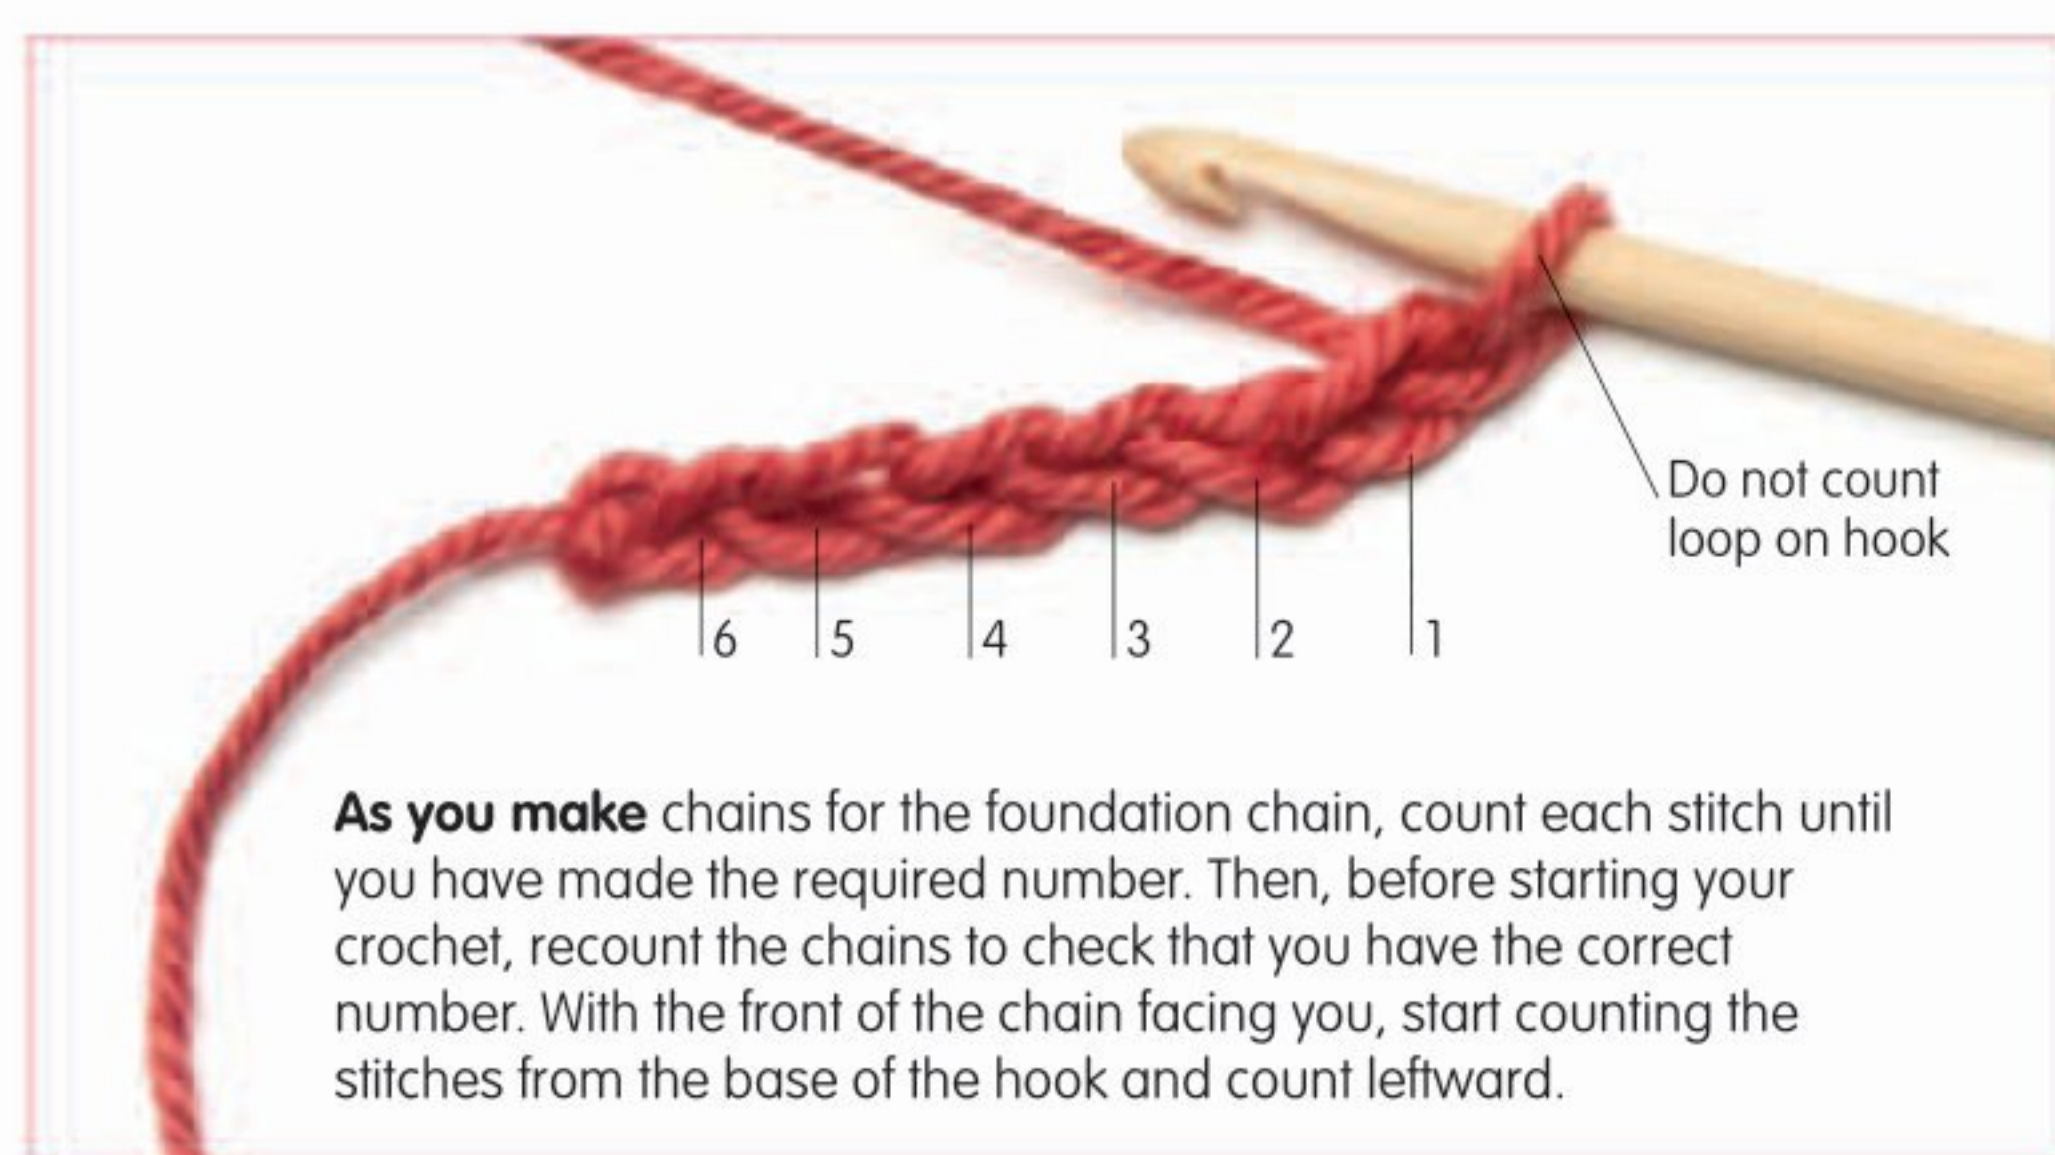 Do not count
loop on hook
6 5 4 3 2 1
As you make chains for the foundation chain, count each stitch until
you have made the required number. Then, before starting your
crochet, recount the chains to check that you have the correct
number. With the front of the chain facing you, start counting the
stitches from the base of the hook and count leftward.